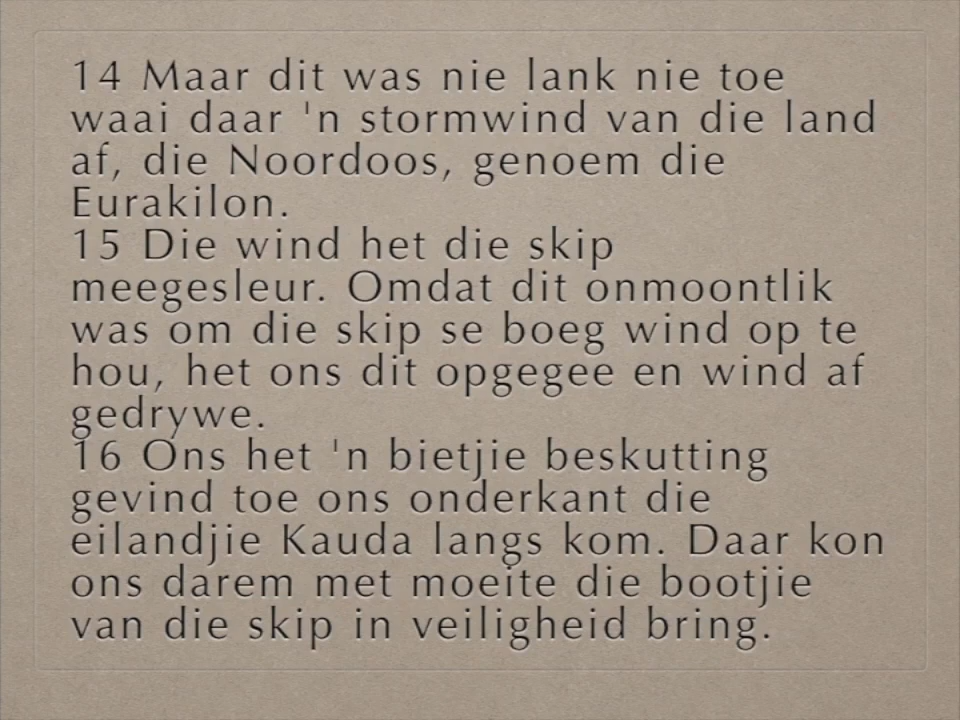 14 Maar dit was nie lank nie toe
waai daar 'n stormwind van die land
af, die Noordoos, genoem die
Eurakilon.
15 Die wind het die skip
meegesleur. Omdat dit onmoontlik
was om die skip se boeg wind op te
hou, het ons dit opgegee en wind af
gedrywe.
16 Ons het 'n bietjie beskutting
gevind toe ons onderkant die
eilandjie Kauda langs kom. Daar kon
ons darem met moeite die bootjie
van die skip in veiligheid bring.